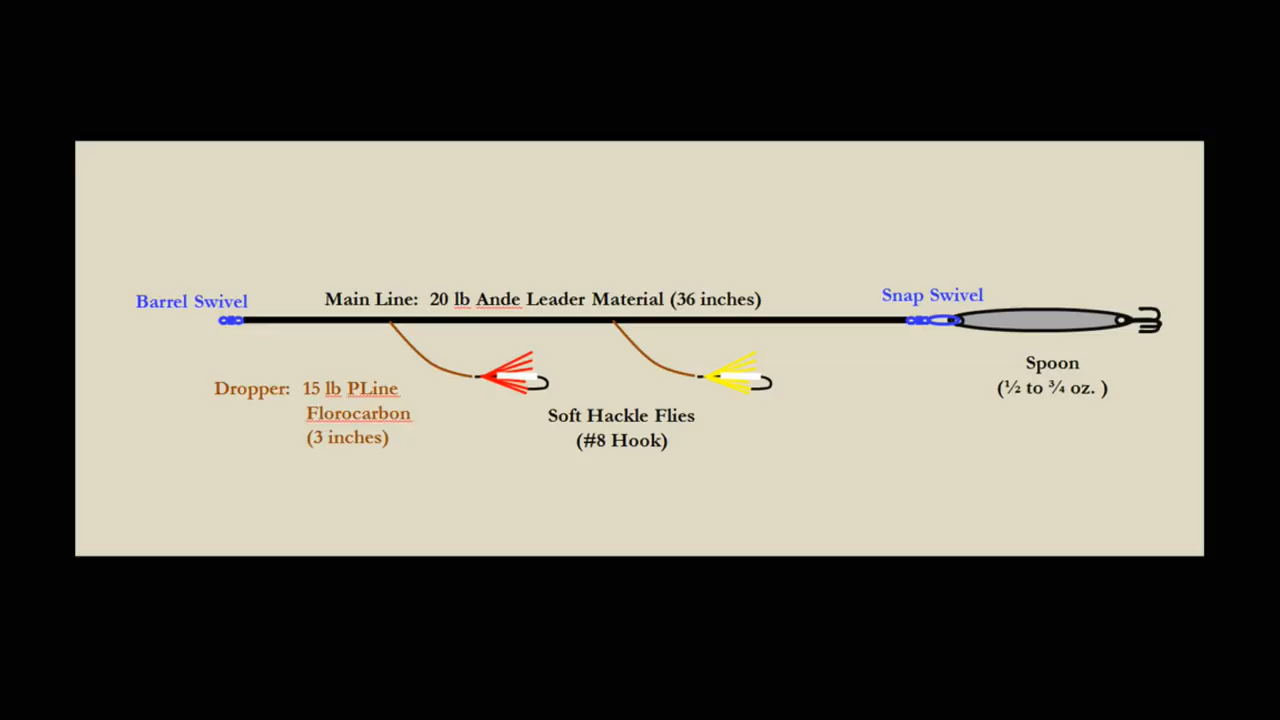 Barrel Swivel
Main Line:  20 lb Ande Leader Material (36 inches)
Snap Swivel
Dropper:  15 lb PLine
Florocarbon
(3 inches)
Soft Hackle Flies
(#8 Hook)
Spoon
(½ to ¾ oz. )